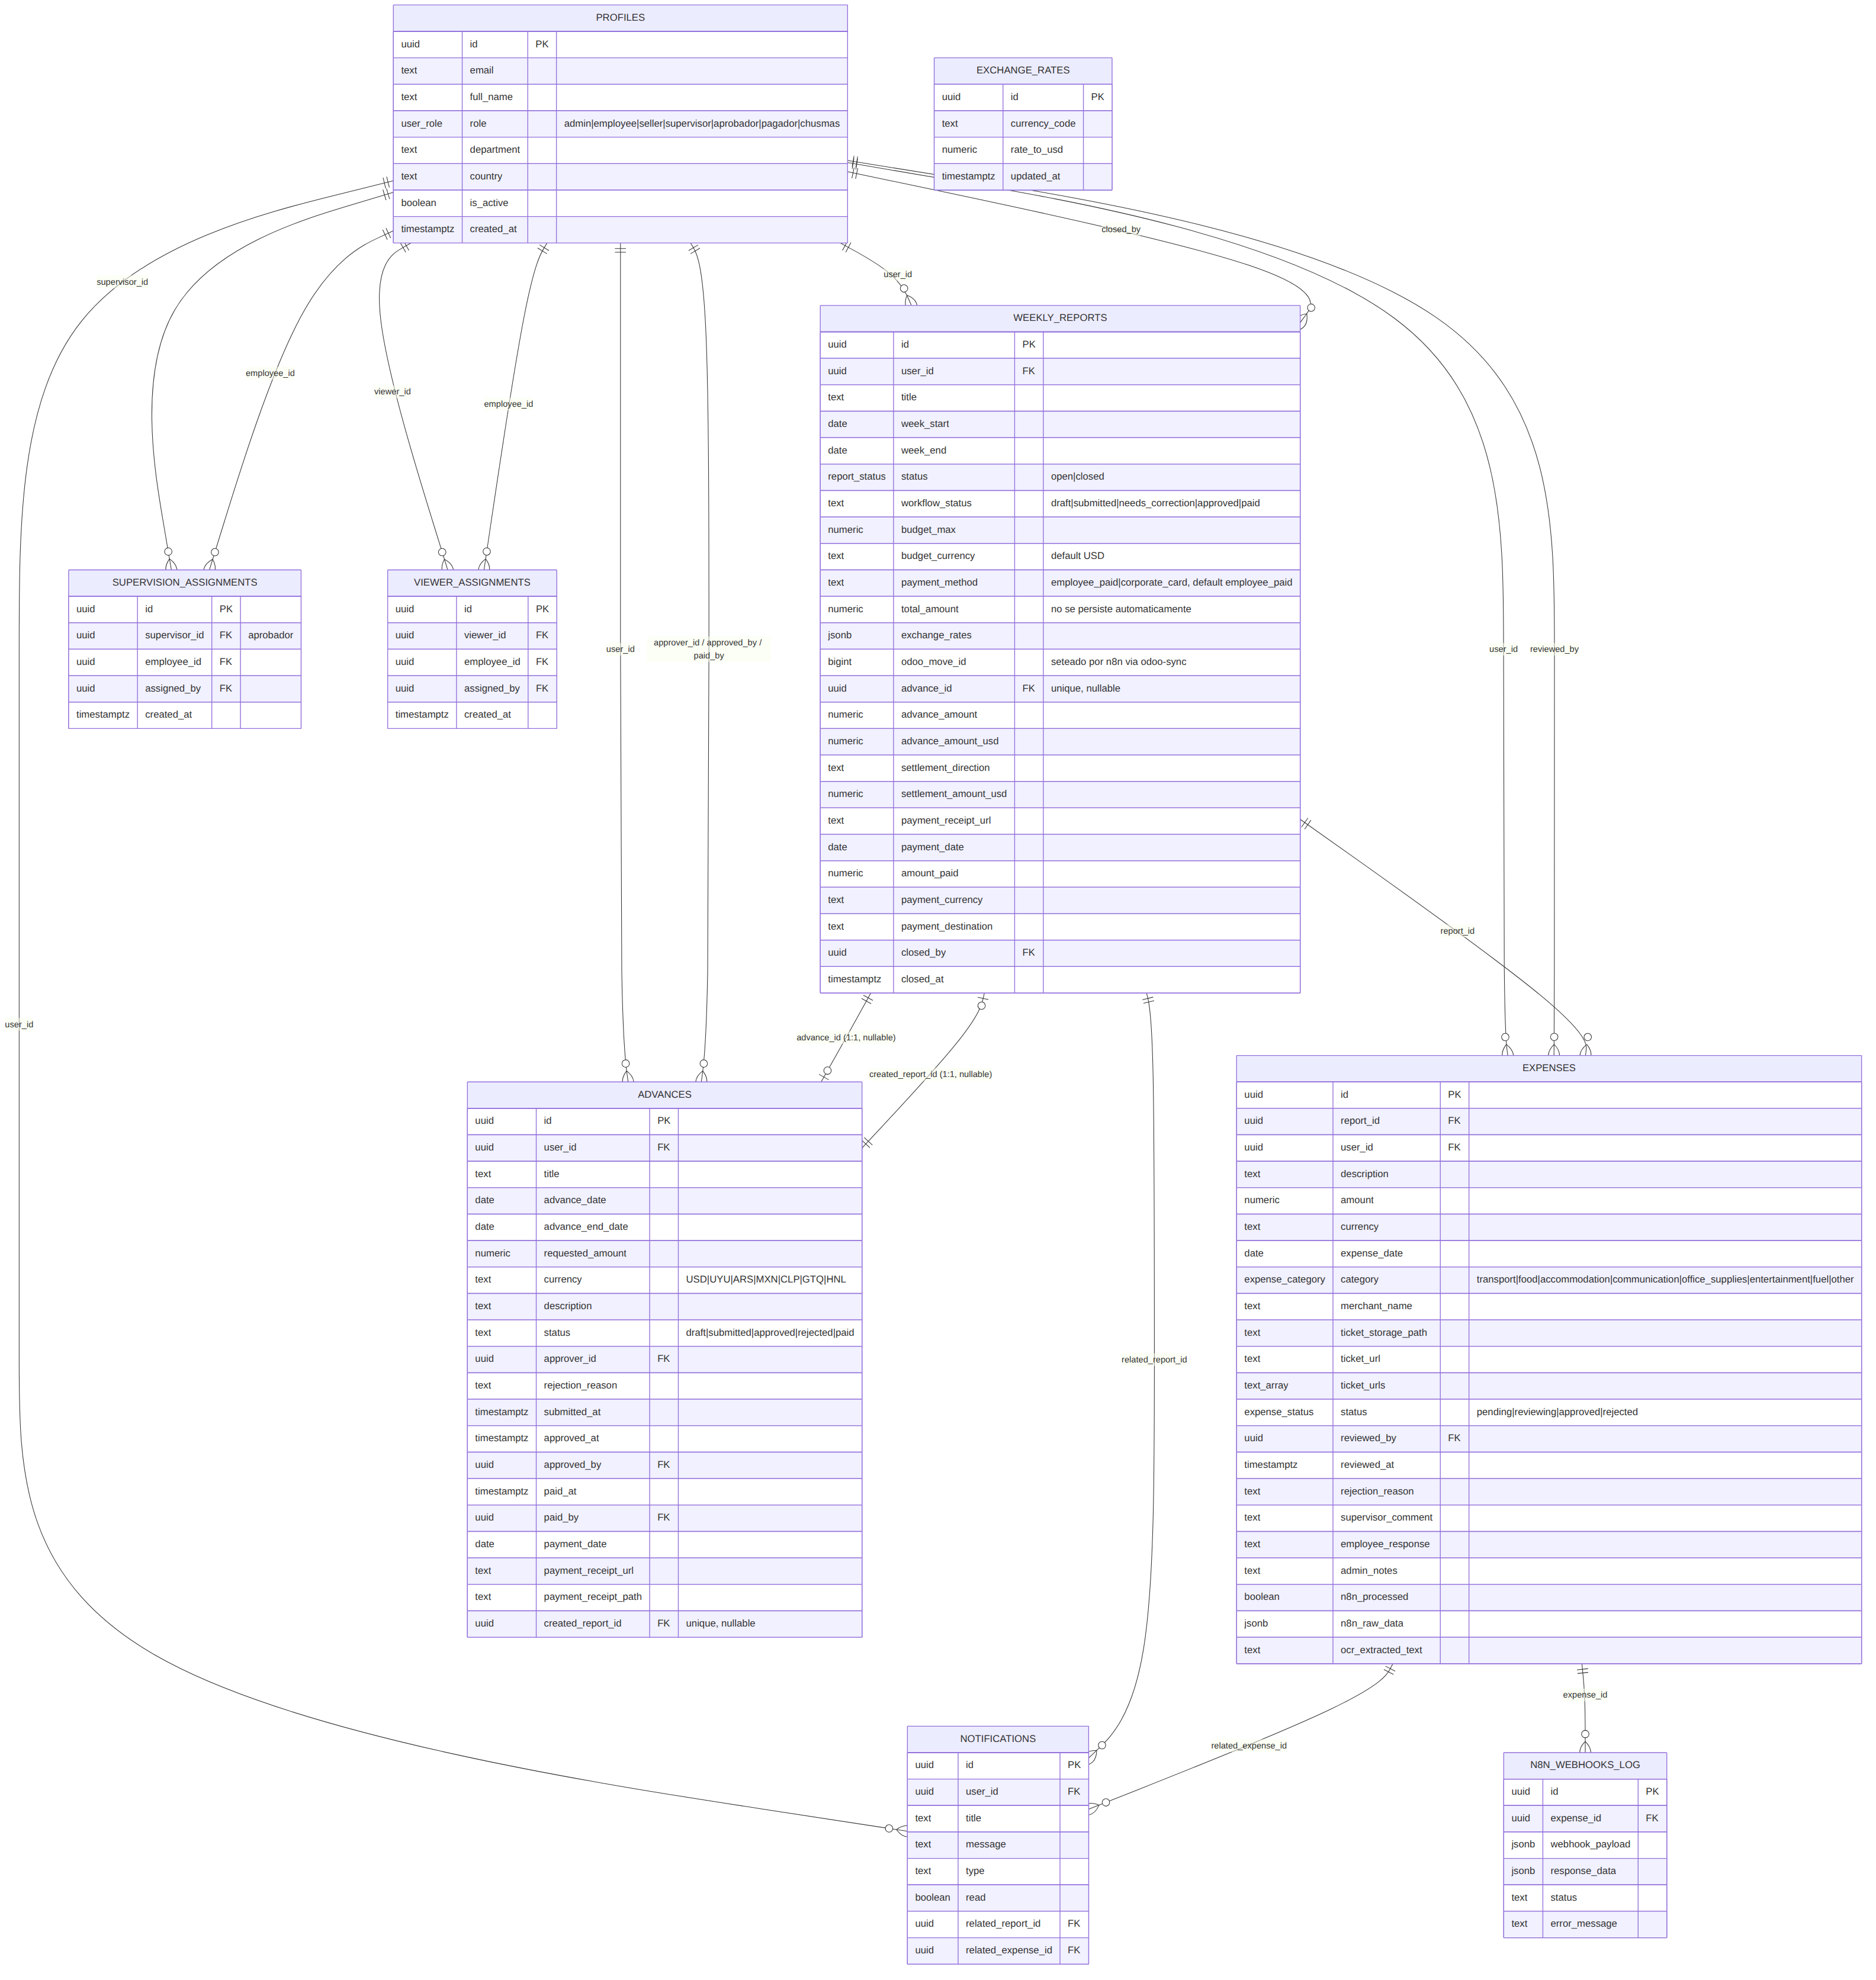 PROFILES
uuid id PK
text email
text full_name
user_role role admin|employee|seller|supervisor|aprobador|pagador|chusmas
text department
text country
boolean is_active
timestamptz created_at
EXCHANGE_RATES
uuid id PK
text currency_code
numeric rate_to_usd
timestamptz updated_at
closed_by
user_id
supervisor_id
employee_id
viewer_id
employee_id
user_id
approver_id / approved_by /
paid_by
user_id
reviewed_by
WEEKLY_REPORTS
uuid id PK
uuid user_id FK
text title
date week_start
date week_end
report_status status open|closed
text workflow_status draft|submitted|needs_correction|approved|paid
numeric budget_max
text budget_currency default USD
text payment_method employee_paid|corporate_card, default employee_paid
numeric total_amount no se persiste automaticamente
jsonb exchange_rates
bigint odoo_move_id seteado por n8n via odoo-sync
uuid advance_id FK unique, nullable
numeric advance_amount
numeric advance_amount_usd
text settlement_direction
numeric settlement_amount_usd
text payment_receipt_url
date payment_date
numeric amount_paid
text payment_currency
text payment_destination
uuid closed_by FK
timestamptz closed_at
SUPERVISION_ASSIGNMENTS
uuid id PK
uuid supervisor_id FK aprobador
uuid employee_id FK
uuid assigned_by FK
timestamptz created_at
VIEWER_ASSIGNMENTS
uuid id PK
uuid viewer_id FK
uuid employee_id FK
uuid assigned_by FK
timestamptz created_at
report_id
user_id
advance_id (1:1, nullable)
created_report_id (1:1, nullable)
related_report_id
ADVANCES
uuid id PK
uuid user_id FK
text title
date advance_date
date advance_end_date
numeric requested_amount
text currency USD|UYU|ARS|MXN|CLP|GTQ|HNL
text description
text status draft|submitted|approved|rejected|paid
uuid approver_id FK
text rejection_reason
timestamptz submitted_at
timestamptz approved_at
uuid approved_by FK
timestamptz paid_at
uuid paid_by FK
date payment_date
text payment_receipt_url
text payment_receipt_path
uuid created_report_id FK unique, nullable
EXPENSES
uuid id PK
uuid report_id FK
uuid user_id FK
text description
numeric amount
text currency
date expense_date
expense_category category transport|food|accommodation|communication|office_supplies|entertainment|fuel|other
text merchant_name
text ticket_storage_path
text ticket_url
text_array ticket_urls
expense_status status pending|reviewing|approved|rejected
uuid reviewed_by FK
timestamptz reviewed_at
text rejection_reason
text supervisor_comment
text employee_response
text admin_notes
boolean n8n_processed
jsonb n8n_raw_data
text ocr_extracted_text
expense_id
related_expense_id
NOTIFICATIONS
uuid id PK
uuid user_id FK
text title
text message
text type
boolean read
uuid related_report_id FK
uuid related_expense_id FK
N8N_WEBHOOKS_LOG
uuid id PK
uuid expense_id FK
jsonb webhook_payload
jsonb response_data
text status
text error_message